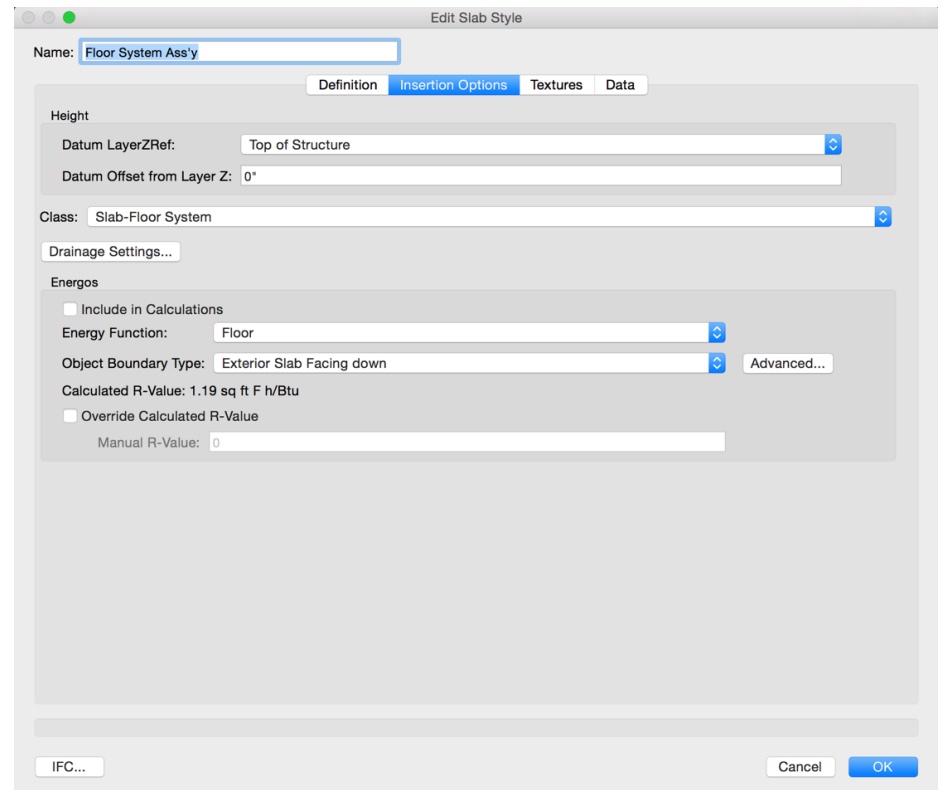 Edit Slab Style
Name: Floor System Ass'y
Definition Insertion Options Textures Data
Height
Datum LayerZRef: Top of Structure
Datum Offset from Layer Z: 0"
Class: Slab-Floor System
Drainage Settings...
Energos
Include in Calculations
Energy Function: Floor
Object Boundary Type: Exterior Slab Facing down Advanced...
Calculated R-Value: 1.19 sq ft F h/Btu
Override Calculated R-Value
Manual R-Value: 0
IFC... Cancel OK